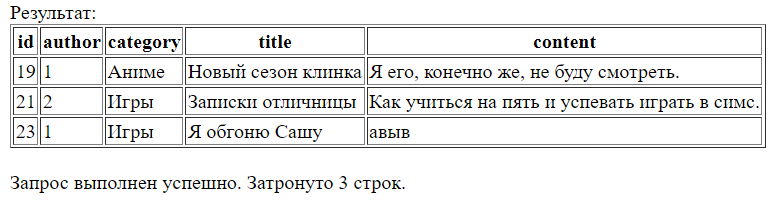 Результат:
id author category title content
19 1 Аниме Новый сезон клинка Я его, конечно же, не буду смотреть.
21 2 Игры Записки отличницы Как учиться на пять и успевать играть в симс.
23 1 Игры Я обгоню Сашу авыв
Запрос выполнен успешно. Затронуто 3 строк.